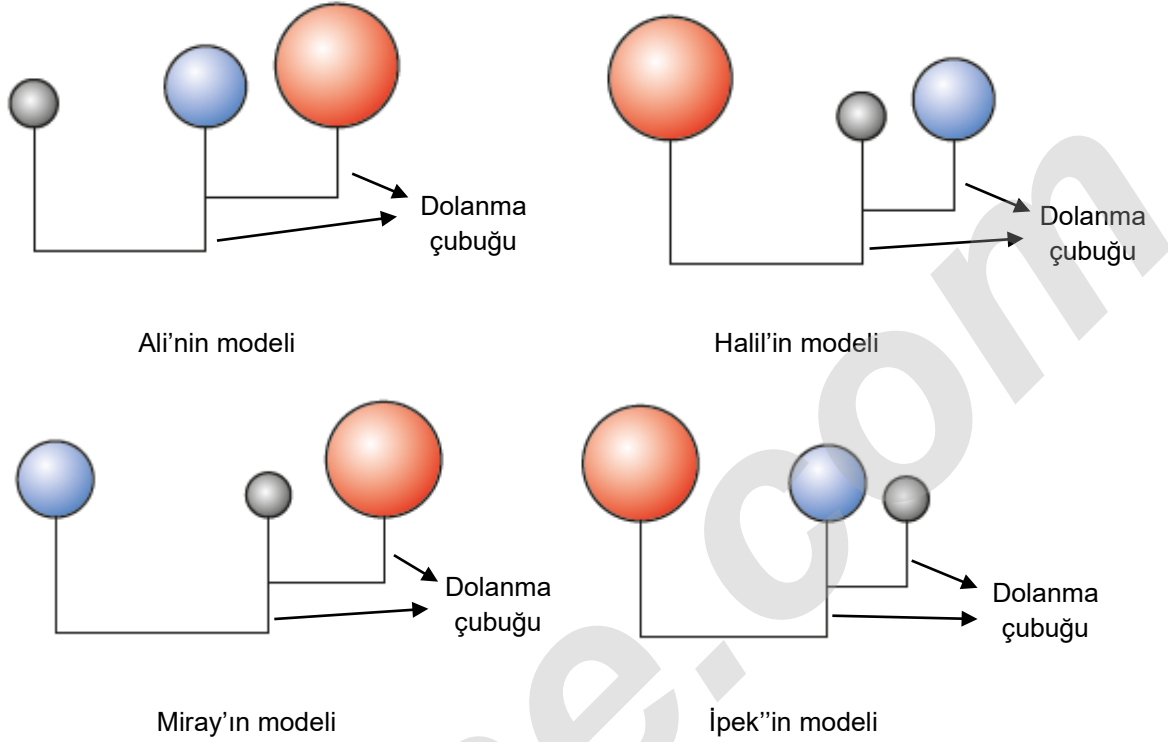 Dolanma
çubuğu
Dolanma
çubuğu
Ali’nin modeli
Halil’in modeli
Dolanma
çubuğu
Dolanma
çubuğu
Miray’ın modeli
İpek’’in modeli
e.com